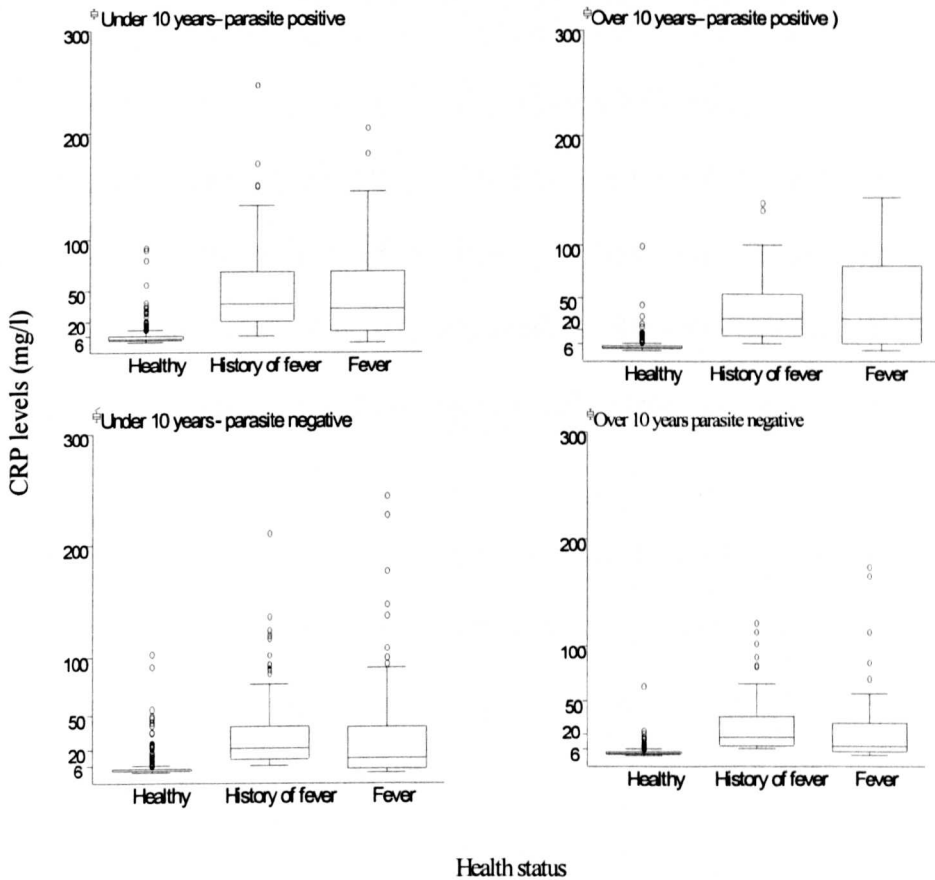 Under 10 years– parasite positive
300
200
100
50
20
6
Healthy History of fever Fever
Over 10 years– parasite positive )
300
200
100
50
20
6
Healthy History of fever Fever
CRP levels (mg/l)
Under 10 years- parasite negative
300
200
100
50
20
6
Healthy History of fever Fever
Over 10 years parasite negative
300
200
100
50
20
6
Healthy History of fever Fever
Health status